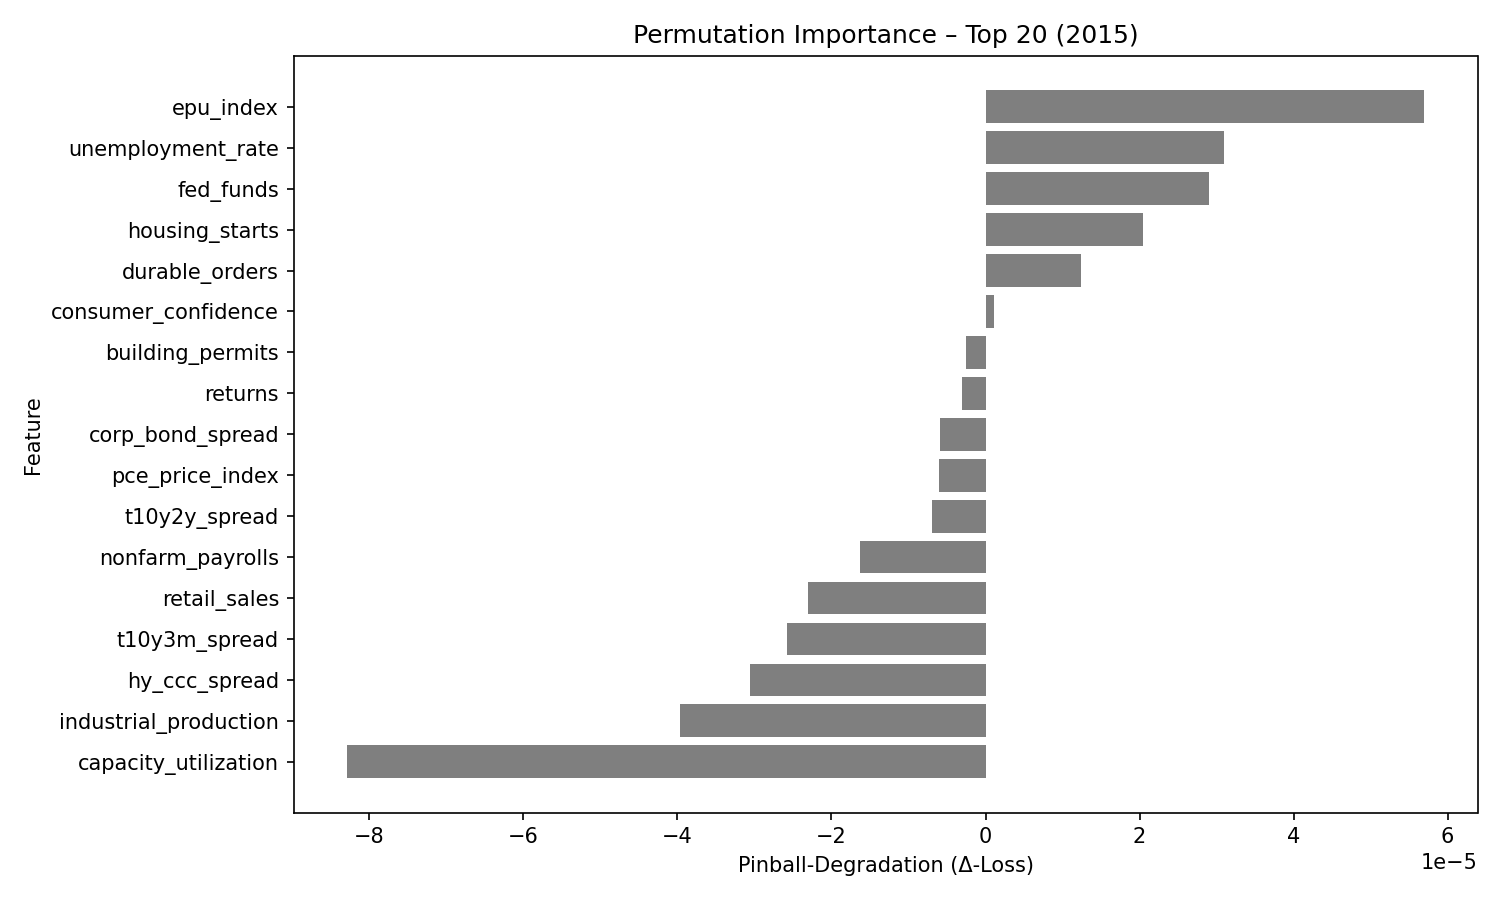 Permutation Importance – Top 20 (2015)
epu_index
unemployment_rate
fed_funds
housing_starts
durable_orders
consumer_confidence
building_permits
returns
corp_bond_spread
pce_price_index
t10y2y_spread
nonfarm_payrolls
retail_sales
t10y3m_spread
hy_ccc_spread
industrial_production
capacity_utilization
Feature
−8 −6 −4 −2 0 2 4 6
1e−5
Pinball-Degradation (Δ-Loss)